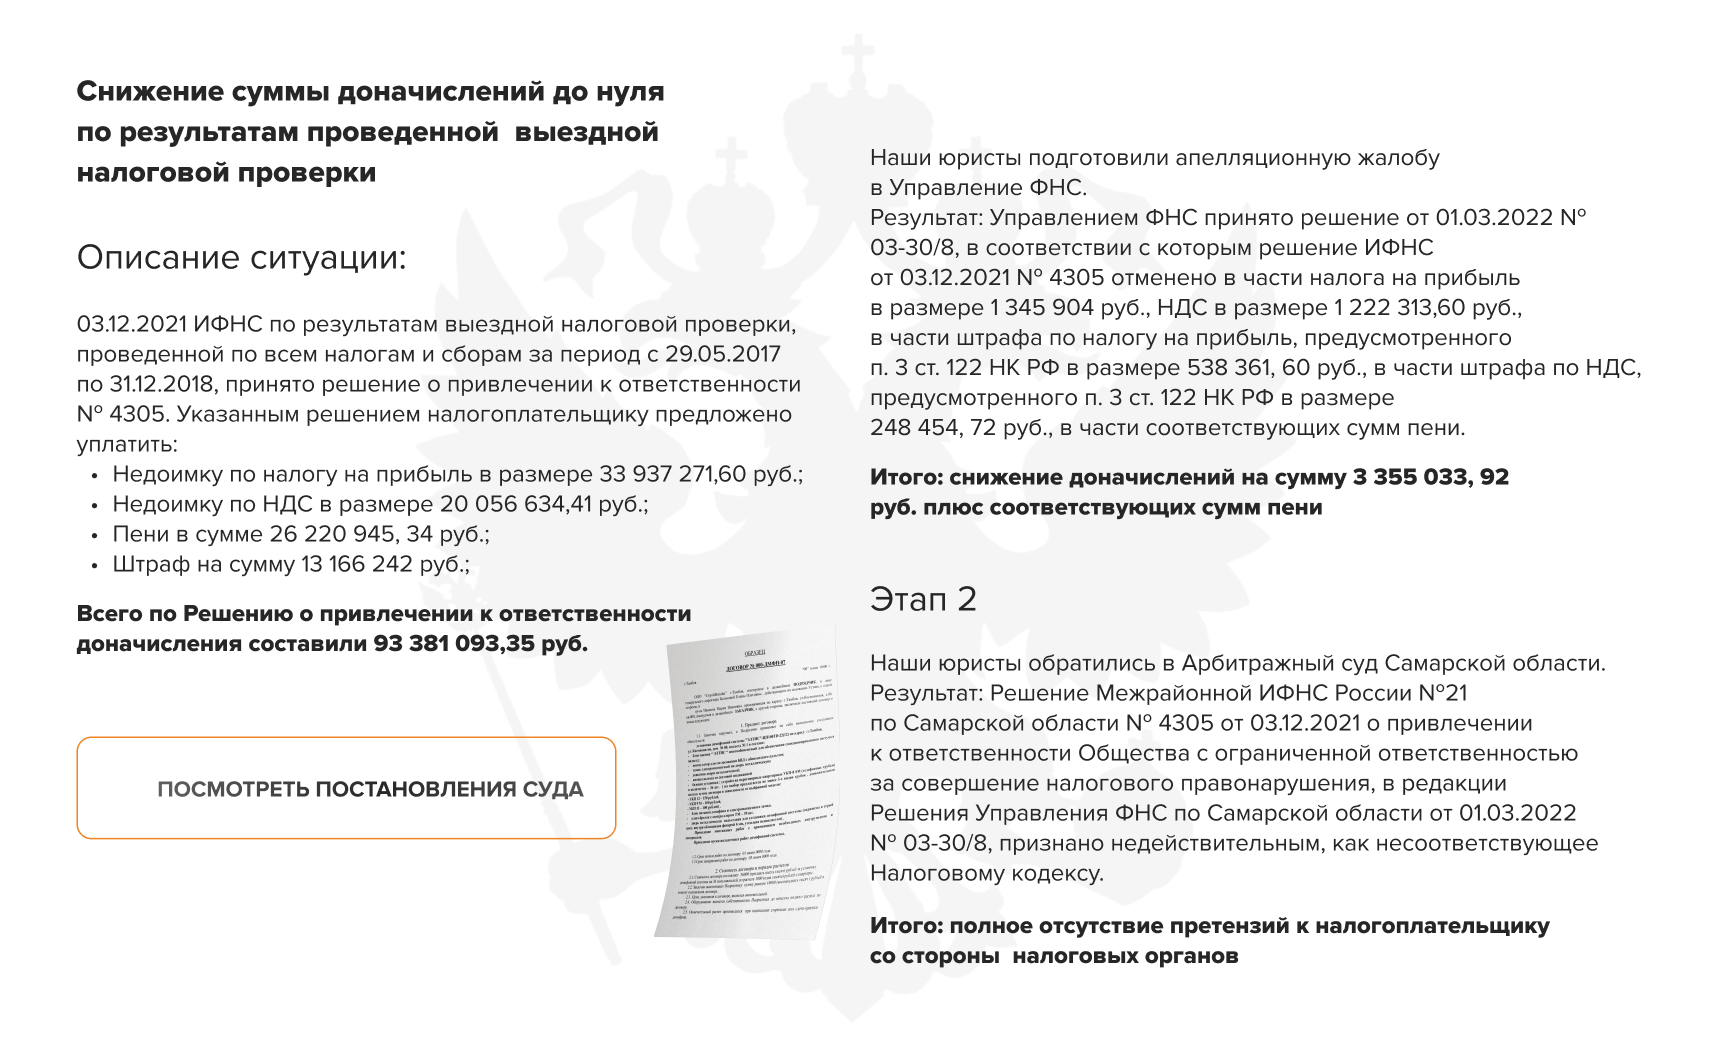 Снижение суммы доначислений до нуля
по результатам проведенной выездной
налоговой проверки
Описание ситуации:
03.12.2021 ИФНС по результатам выездной налоговой проверки,
проведенной по всем налогам и сборам за период с 29.05.2017
по 31.12.2018, принято решение о привлечении к ответственности
№ 4305. Указанным решением налогоплательщику предложено
уплатить:
• Недоимку по налогу на прибыль в размере 33 937 271,60 руб.;
• Недоимку по НДС в размере 20 056 634,41 руб.;
• Пени в сумме 26 220 945, 34 руб.;
• Штраф на сумму 13 166 242 руб.;
Всего по Решению о привлечении к ответственности
доначисления составили 93 381 093,35 руб.
ПОСМОТРЕТЬ ПОСТАНОВЛЕНИЯ СУДА
ОБРАЗЕЦ
Наши юристы подготовили апелляционную жалобу
в Управление ФНС.
Результат: Управлением ФНС принято решение от 01.03.2022 №
03-30/8, в соответствии с которым решение ИФНС
от 03.12.2021 № 4305 отменено в части налога на прибыль
в размере 1 345 904 руб., НДС в размере 1 222 313,60 руб.,
в части штрафа по налогу на прибыль, предусмотренного
п. 3 ст. 122 НК РФ в размере 538 361, 60 руб., в части штрафа по НДС,
предусмотренного п. 3 ст. 122 НК РФ в размере
248 454, 72 руб., в части соответствующих сумм пени.
Итого: снижение доначислений на сумму 3 355 033, 92
руб. плюс соответствующих сумм пени
Этап 2
Наши юристы обратились в Арбитражный суд Самарской области.
Результат: Решение Межрайонной ИФНС России №21
по Самарской области № 4305 от 03.12.2021 о привлечении
к ответственности Общества с ограниченной ответственностью
за совершение налогового правонарушения, в редакции
Решения Управления ФНС по Самарской области от 01.03.2022
№ 03-30/8, признано недействительным, как несоответствующее
Налоговому кодексу.
Итого: полное отсутствие претензий к налогоплательщику
со стороны налоговых органов